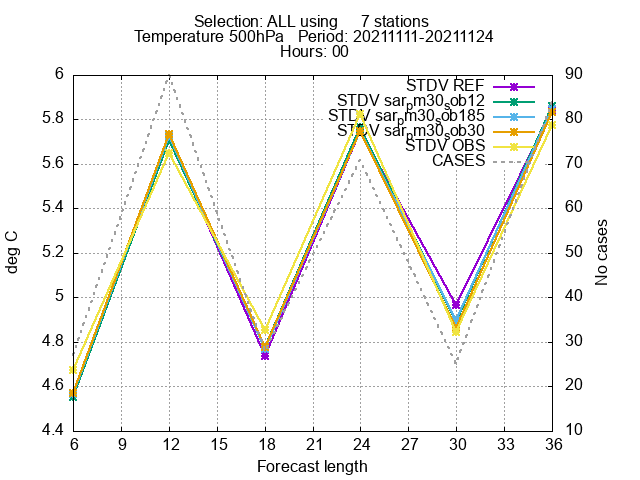 Selection: ALL using 7 stations
Temperature 500hPa Period: 20211111-20211124
Hours: 00
STDV REF
STDV sarpm30sob12
STDV sarpm30sob185
STDV sarpm30sob30
STDV OBS
CASES
6
5.8
5.6
5.4
5.2
5
4.8
4.6
4.4
deg C
90
80
70
60
50
40
30
20
10
No cases
6 9 12 15 18 21 24 27 30 33 36
Forecast length